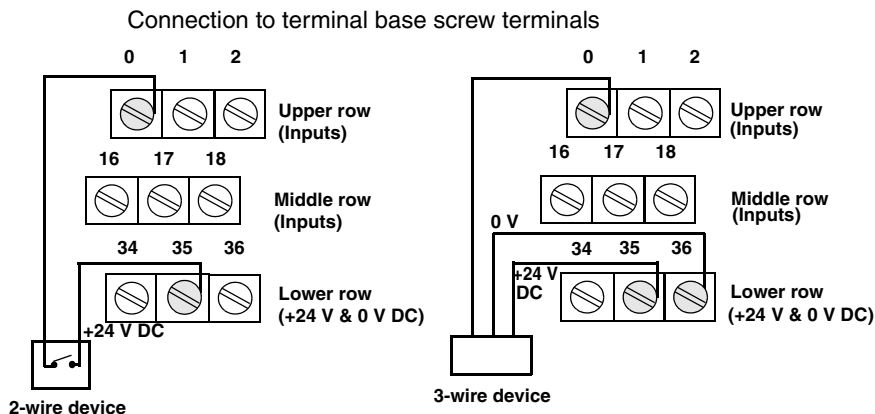 Connection to terminal base screw terminals
0 1 2
Upper row
(Inputs)
16 17 18
Middle row
(Inputs)
34 35 36
Lower row
(+24 V & 0 V DC)
+24 V DC
2-wire device
0 1 2
Upper row
(Inputs)
16 17 18
Middle row
(Inputs)
0 V
34 35 36
+24 V
DC
Lower row
(+24 V & 0 V DC)
3-wire device